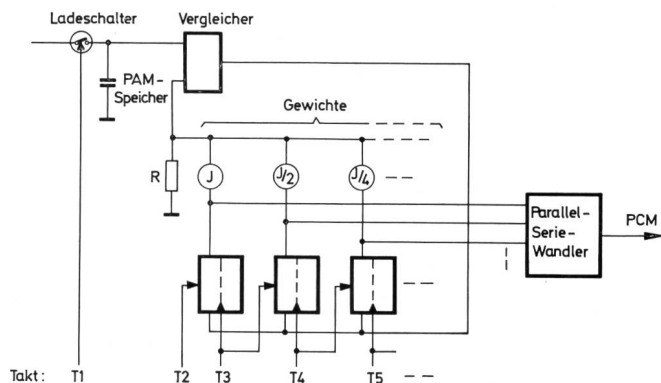 Ladeschalter
Vergleicher
PAM-
Speicher
Gewichte
R
J
J/2
J/4
Parallel-
Serie-
Wandler
PCM
Takt: T1 T2 T3 T4 T5